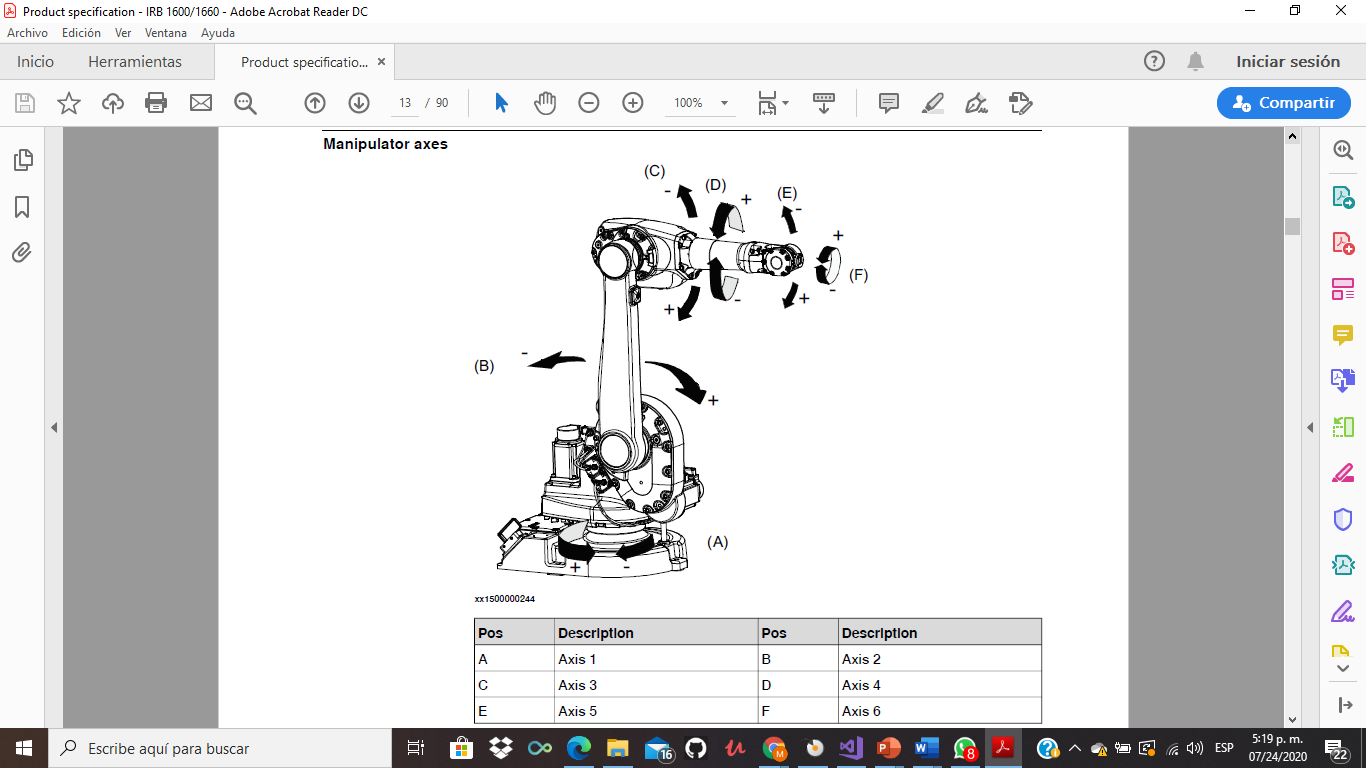 Product specification - IRB 1600/1660 - Adobe Acrobat Reader DC
Archivo Edición Ver Ventana Ayuda
Inicio Herramientas Product specificatio... × Iniciar sesión
13 / 90 100% Compartir
Manipulator axes
(C)
-
(D)
+
(E)
-
+
(F)
-
+
-
+
(B)
-
+
(A)
+ -
xx1500000244
Pos Description Pos Description
A Axis 1 B Axis 2
C Axis 3 D Axis 4
E Axis 5 F Axis 6
Escribe aquí para buscar
16
8
ESP
5:19 p. m.
07/24/2020
22